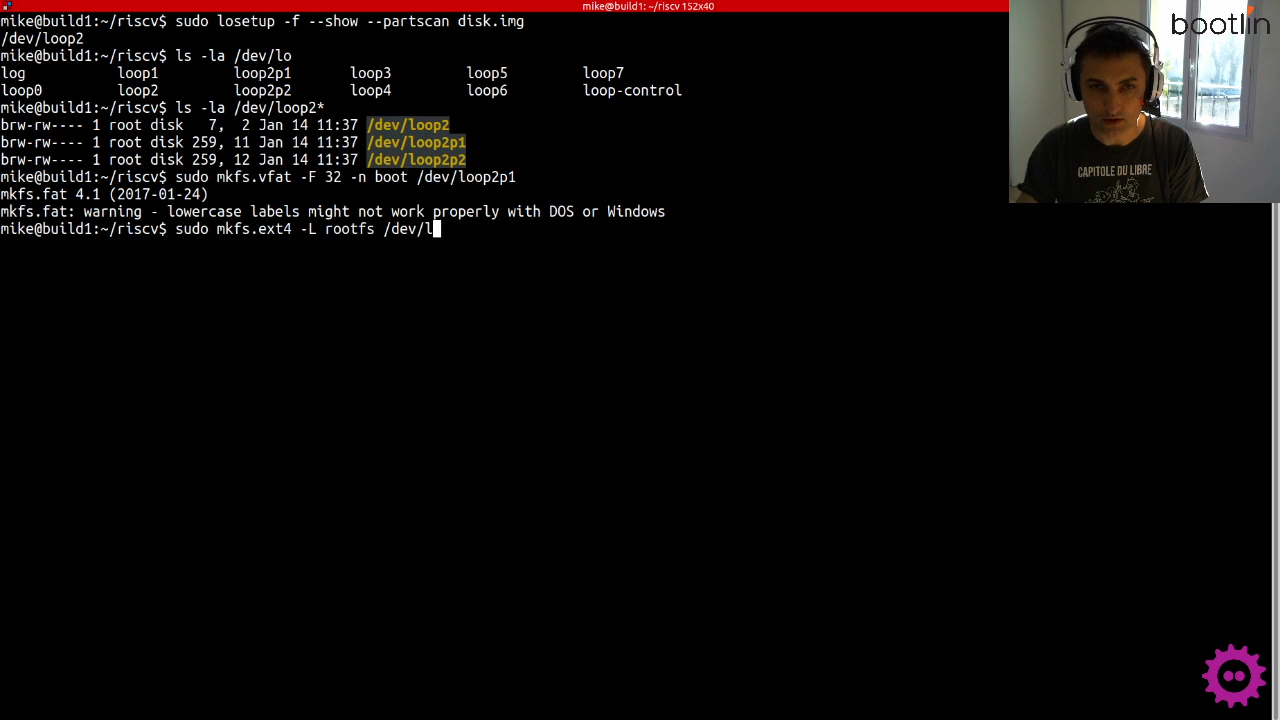 mike@build1:~/riscv 152x40
mike@build1:~/riscv$ sudo losetup -f --show --partscan disk.img
/dev/loop2
mike@build1:~/riscv$ ls -la /dev/lo
log loop1 loop2p1 loop3 loop5 loop7
loop0 loop2 loop2p2 loop4 loop6 loop-control
mike@build1:~/riscv$ ls -la /dev/loop2*
brw-rw---- 1 root disk   7,  2 Jan 14 11:37 /dev/loop2
brw-rw---- 1 root disk 259, 11 Jan 14 11:37 /dev/loop2p1
brw-rw---- 1 root disk 259, 12 Jan 14 11:37 /dev/loop2p2
mike@build1:~/riscv$ sudo mkfs.vfat -F 32 -n boot /dev/loop2p1
mkfs.fat 4.1 (2017-01-24)
mkfs.fat: warning - lowercase labels might not work properly with DOS or Windows
mike@build1:~/riscv$ sudo mkfs.ext4 -L rootfs /dev/l
bootlin
CAPITOLE DU LIBRE